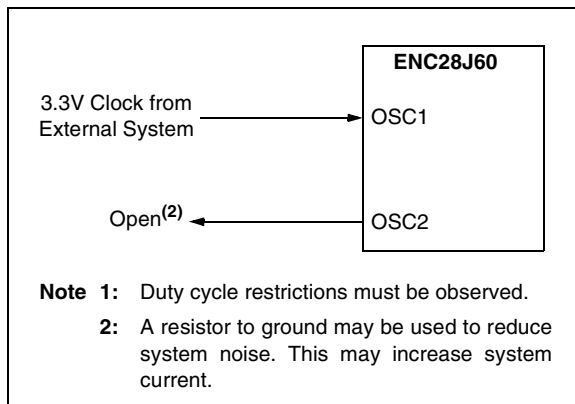 ENC28J60
3.3V Clock from
External System
OSC1
Open(2)
OSC2
Note 1: Duty cycle restrictions must be observed.
2: A resistor to ground may be used to reduce
system noise. This may increase system
current.